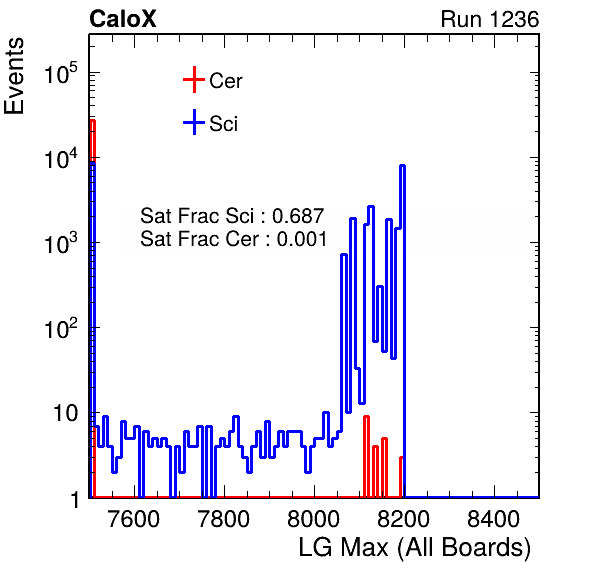 CaloX Run 1236
Events
Cer
Sci
Sat Frac Sci : 0.687
Sat Frac Cer : 0.001
10^5
10^4
10^3
10^2
10
1
7600 7800 8000 8200 8400
LG Max (All Boards)